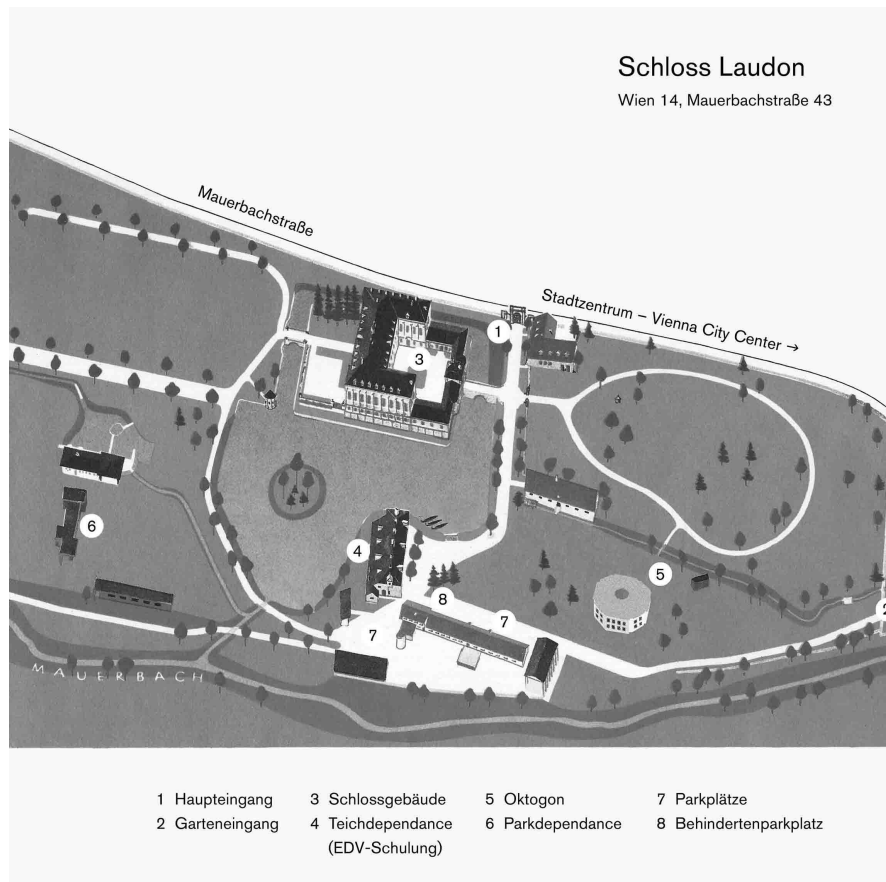 Schloss Laudon
Wien 14, Mauerbachstraße 43
Mauerbachstraße
Stadtzentrum – Vienna City Center →
1
3
6
4
5
2
8
7
7
MAUERBACH
1 Haupteingang
2 Garteneingang
3 Schlossgebäude
4 Teichdependance
(EDV-Schulung)
5 Oktogon
6 Parkdependance
7 Parkplätze
8 Behindertenparkplatz